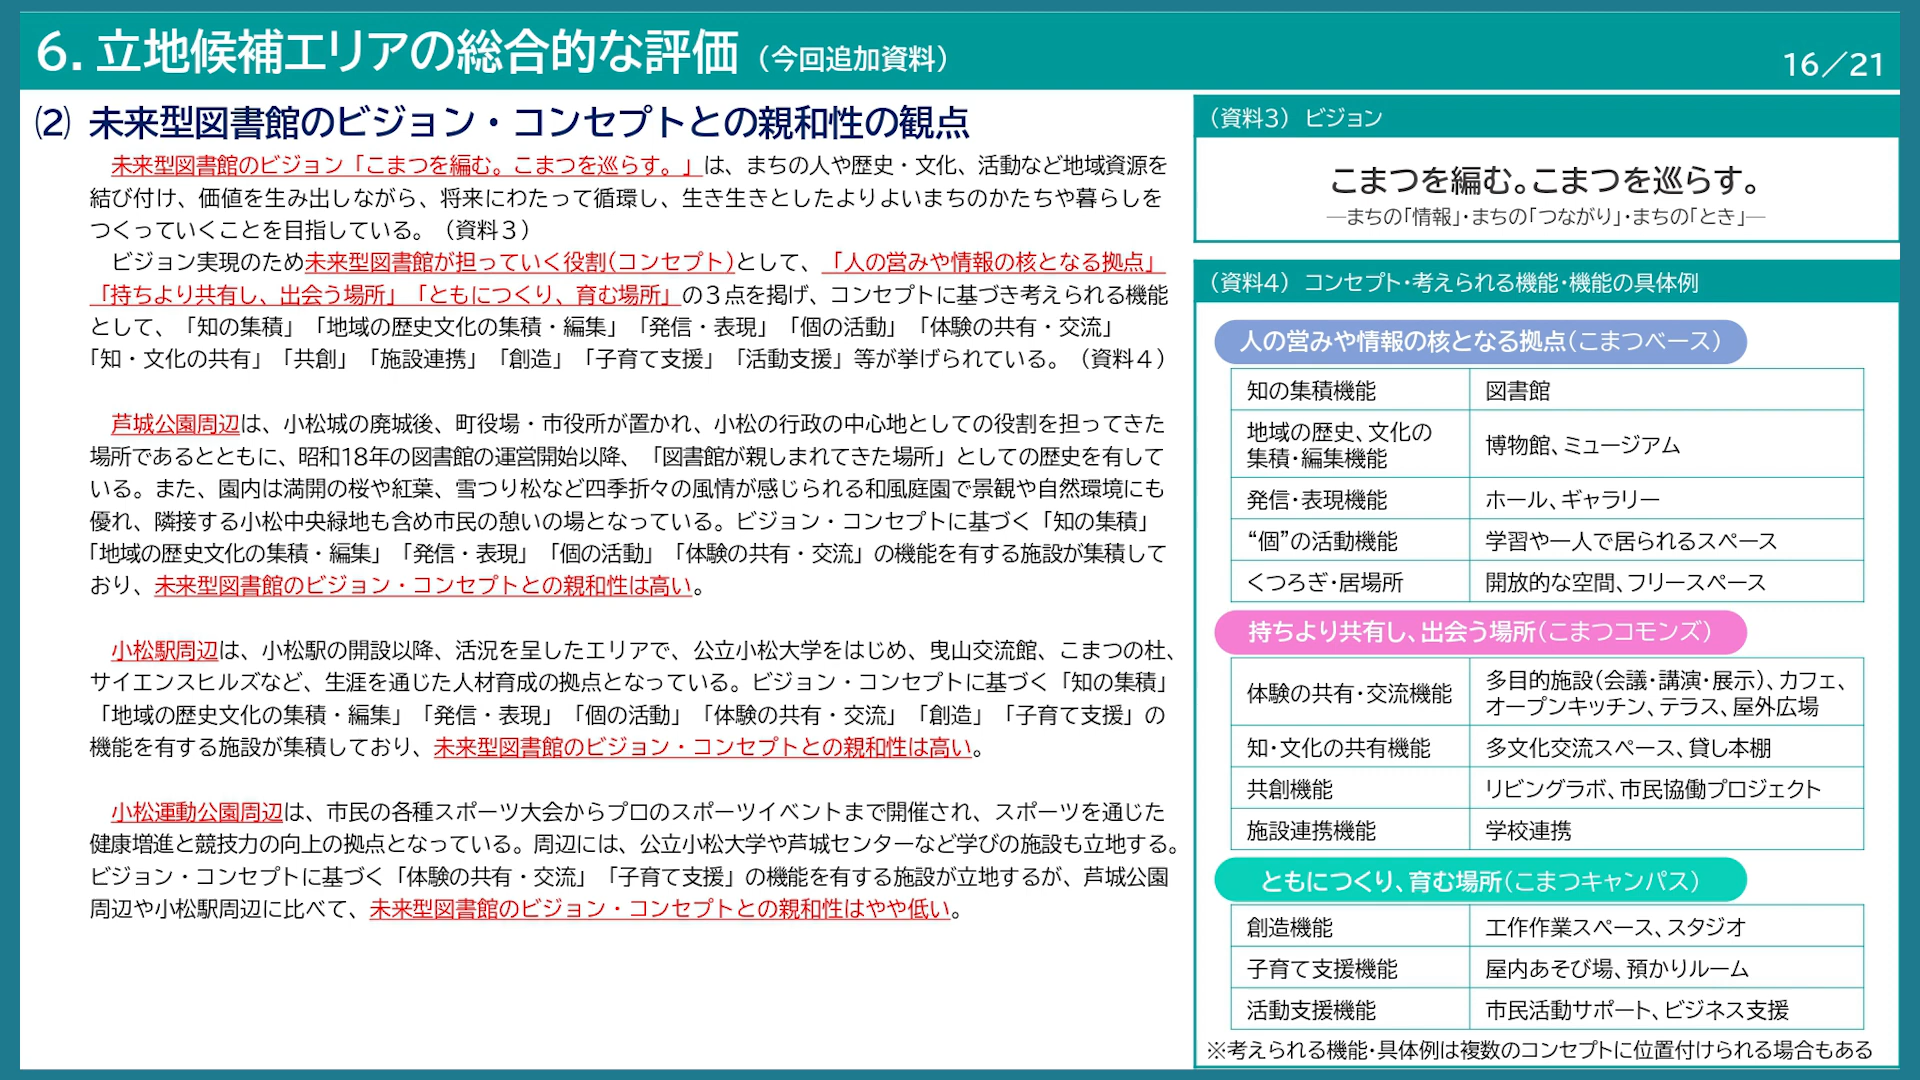 6. 立地候補エリアの総合的な評価（今回追加資料）
16／21
⑵ 未来型図書館のビジョン・コンセプトとの親和性の観点
未来型図書館のビジョン「こまつを編む。こまつを巡らす。」は、まちの人や歴史・文化、活動など地域資源を
結び付け、価値を生み出しながら、将来にわたって循環し、生き生きとしたよりよいまちのかたちや暮らしを
つくっていくことを目指している。（資料３）
ビジョン実現のため未来型図書館が担っていく役割(コンセプト)として、「人の営みや情報の核となる拠点」
「持ちより共有し、出会う場所」「ともにつくり、育む場所」の３点を掲げ、コンセプトに基づき考えられる機能
として、「知の集積」「地域の歴史文化の集積・編集」「発信・表現」「個の活動」「体験の共有・交流」
「知・文化の共有」「共創」「施設連携」「創造」「子育て支援」「活動支援」等が挙げられている。（資料４）
芦城公園周辺は、小松城の廃城後、町役場・市役所が置かれ、小松の行政の中心地としての役割を担ってきた
場所であるとともに、昭和18年の図書館の運営開始以降、「図書館が親しまれてきた場所」としての歴史を有して
いる。また、園内は満開の桜や紅葉、雪つり松など四季折々の風情が感じられる和風庭園で景観や自然環境にも
優れ、隣接する小松中央緑地も含め市民の憩いの場となっている。ビジョン・コンセプトに基づく「知の集積」
「地域の歴史文化の集積・編集」「発信・表現」「個の活動」「体験の共有・交流」の機能を有する施設が集積して
おり、未来型図書館のビジョン・コンセプトとの親和性は高い。
小松駅周辺は、小松駅の開設以降、活況を呈したエリアで、公立小松大学をはじめ、曳山交流館、こまつの杜、
サイエンスヒルズなど、生涯を通じた人材育成の拠点となっている。ビジョン・コンセプトに基づく「知の集積」
「地域の歴史文化の集積・編集」「発信・表現」「個の活動」「体験の共有・交流」「創造」「子育て支援」の
機能を有する施設が集積しており、未来型図書館のビジョン・コンセプトとの親和性は高い。
小松運動公園周辺は、市民の各種スポーツ大会からプロのスポーツイベントまで開催され、スポーツを通じた
健康増進と競技力の向上の拠点となっている。周辺には、公立小松大学や芦城センターなど学びの施設も立地する。
ビジョン・コンセプトに基づく「体験の共有・交流」「子育て支援」の機能を有する施設が立地するが、芦城公園
周辺や小松駅周辺に比べて、未来型図書館のビジョン・コンセプトとの親和性はやや低い。
（資料3） ビジョン
こまつを編む。こまつを巡らす。
―まちの「情報」・まちの「つながり」・まちの「とき」―
（資料4） コンセプト・考えられる機能・機能の具体例
人の営みや情報の核となる拠点（こまつベース）
知の集積機能 図書館
地域の歴史、文化の
集積・編集機能 博物館、ミュージアム
発信・表現機能 ホール、ギャラリー
“個”の活動機能 学習や一人で居られるスペース
くつろぎ・居場所 開放的な空間、フリースペース
持ちより共有し、出会う場所（こまつコモンズ）
体験の共有・交流機能 多目的施設（会議・講演・展示）、カフェ、
オープンキッチン、テラス、屋外広場
知・文化の共有機能 多文化交流スペース、貸し本棚
共創機能 リビングラボ、市民協働プロジェクト
施設連携機能 学校連携
ともにつくり、育む場所（こまつキャンパス）
創造機能 工作作業スペース、スタジオ
子育て支援機能 屋内あそび場、預かりルーム
活動支援機能 市民活動サポート、ビジネス支援
※考えられる機能・具体例は複数のコンセプトに位置付けられる場合もある